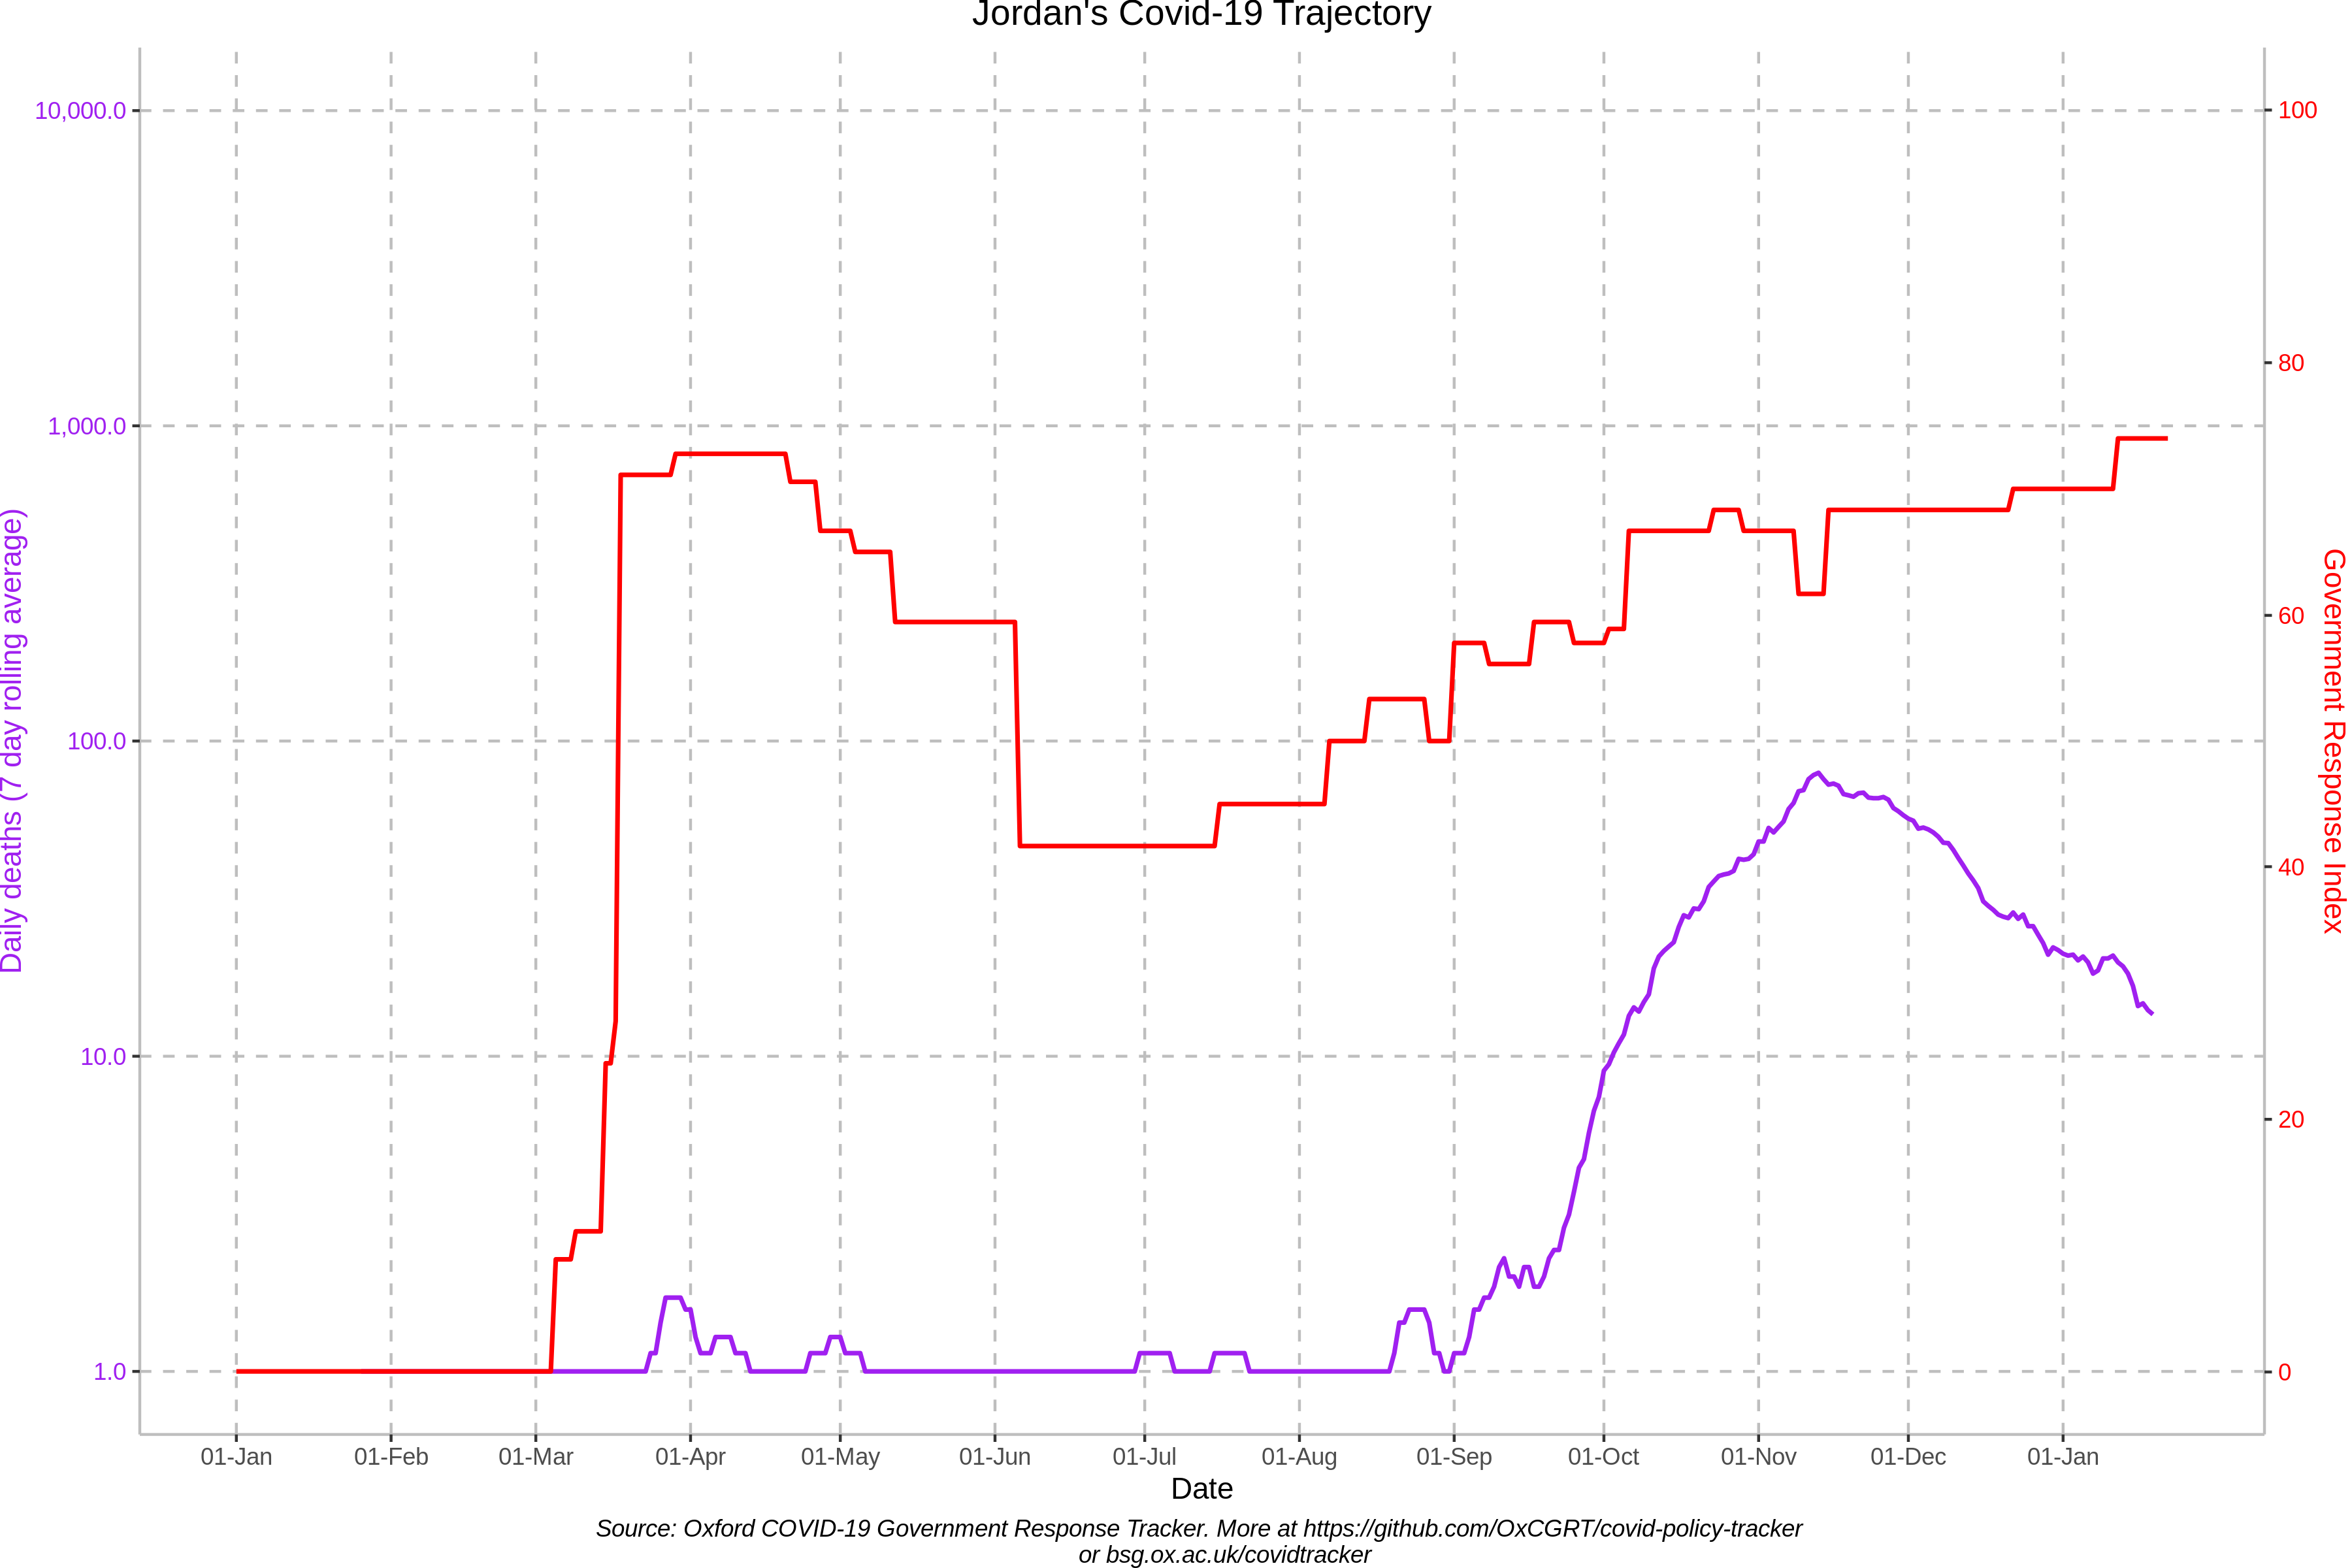 Jordan's Covid-19 Trajectory
10,000.0
1,000.0
100.0
10.0
1.0
Daily deaths (7 day rolling average)
100
80
60
40
20
0
Government Response Index
01-Jan 01-Feb 01-Mar 01-Apr 01-May 01-Jun 01-Jul 01-Aug 01-Sep 01-Oct 01-Nov 01-Dec 01-Jan
Date
Source: Oxford COVID-19 Government Response Tracker. More at https://github.com/OxCGRT/covid-policy-tracker
or bsg.ox.ac.uk/covidtracker